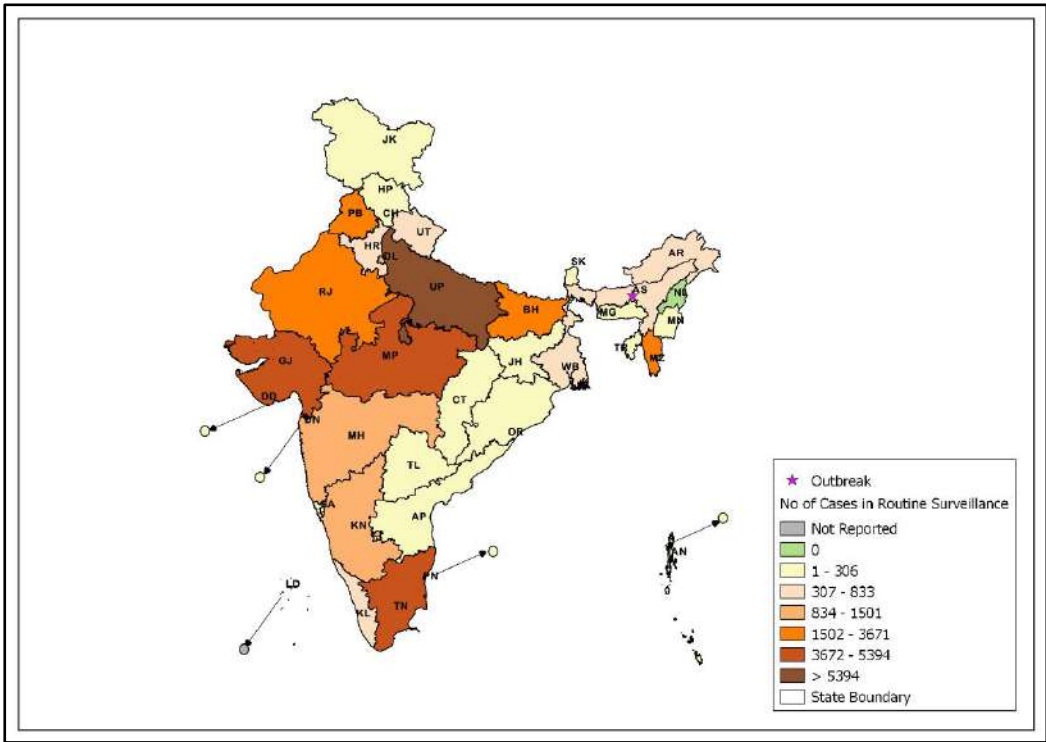 JK
HP
CH
PB
UT
HR
DL
UP
RJ
SK
AR
AS
NL
MG
MN
BH
TR
MZ
GJ
MP
JH
WB
DD
DN
CT
OR
MH
TL
AP
KN
AN
PN
LD
TN
KL
Outbreak
No of Cases in Routine Surveillance
Not Reported
0
1 - 306
307 - 833
834 - 1501
1502 - 3671
3672 - 5394
> 5394
State Boundary